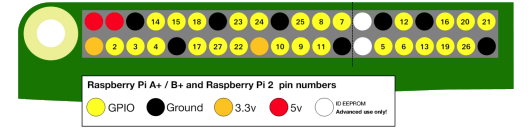 14 15 18 23 24 25 8 7 12 16 20 21
2 3 4 17 27 22 10 9 11 5 6 13 19 26
Raspberry Pi A+ / B+ and Raspberry Pi 2 pin numbers
GPIO Ground 3.3v 5v ID EEPROM
Advanced use only!